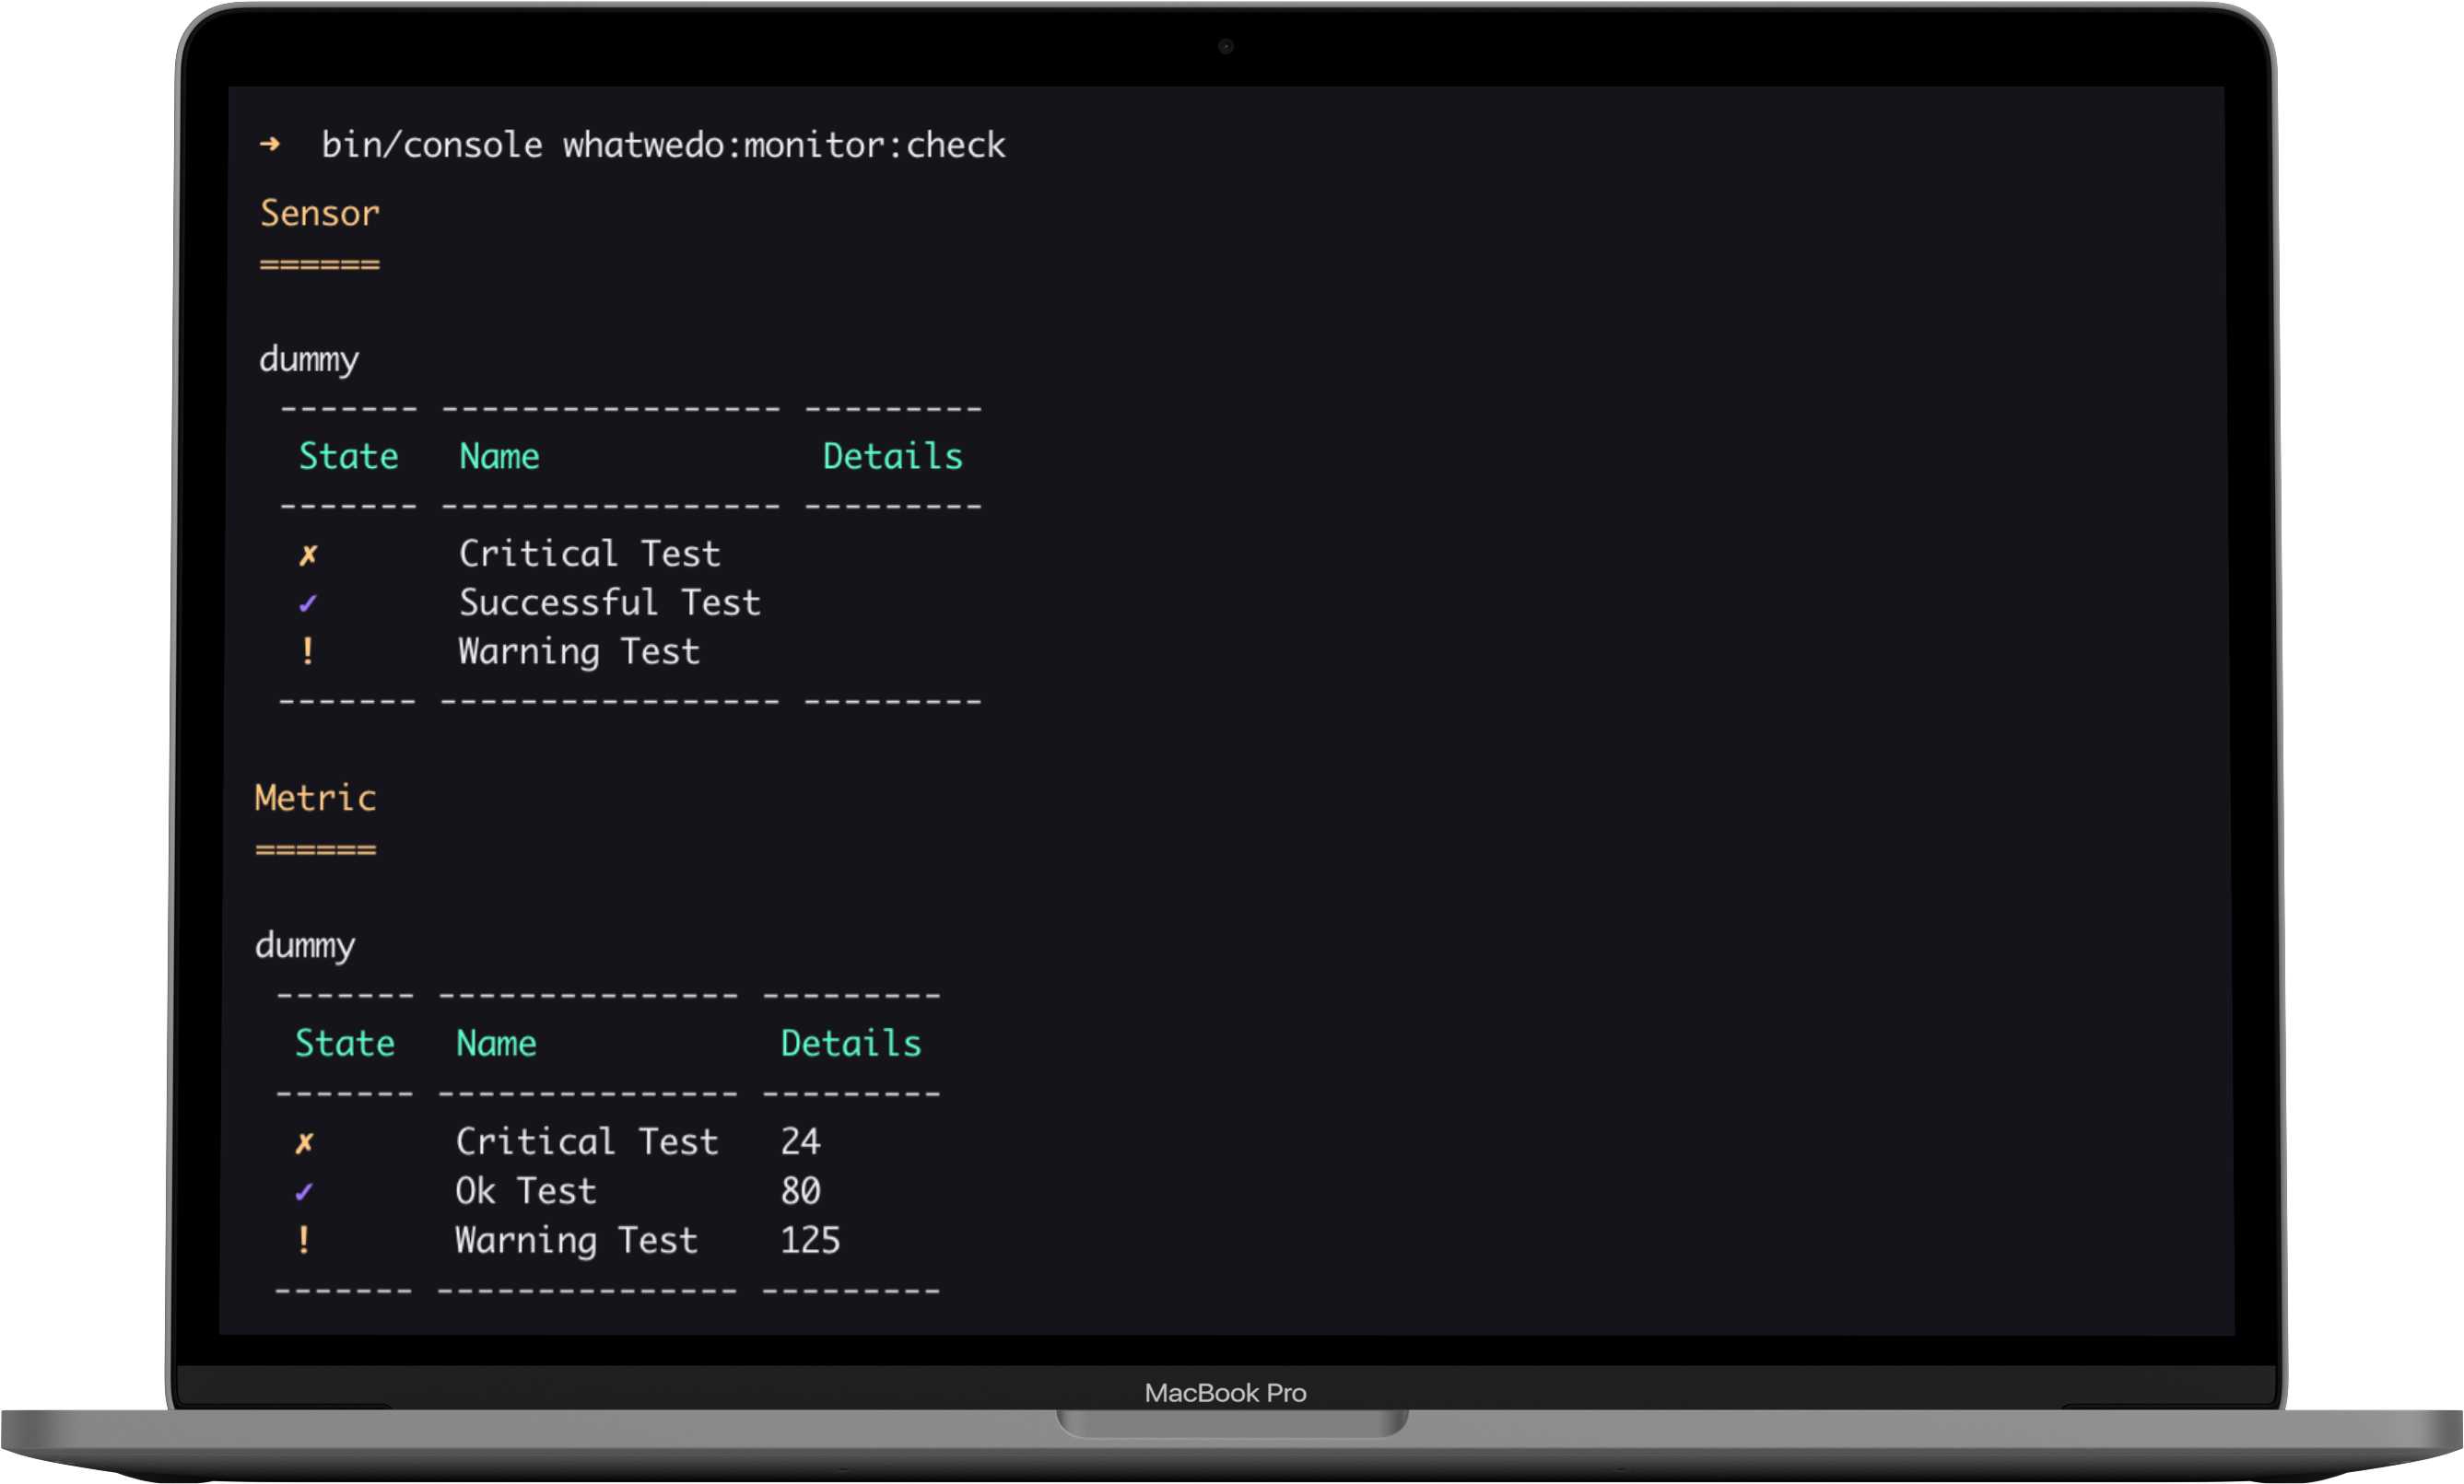 ➜  bin/console whatwedo:monitor:check
Sensor
======
dummy
------- ----------------- ---------
State   Name              Details
------- ----------------- ---------
✗       Critical Test
✓       Successful Test
!       Warning Test
------- ----------------- ---------
Metric
======
dummy
------- --------------- ---------
State   Name            Details
------- --------------- ---------
✗       Critical Test   24
✓       Ok Test         80
!       Warning Test    125
------- --------------- ---------
MacBook Pro